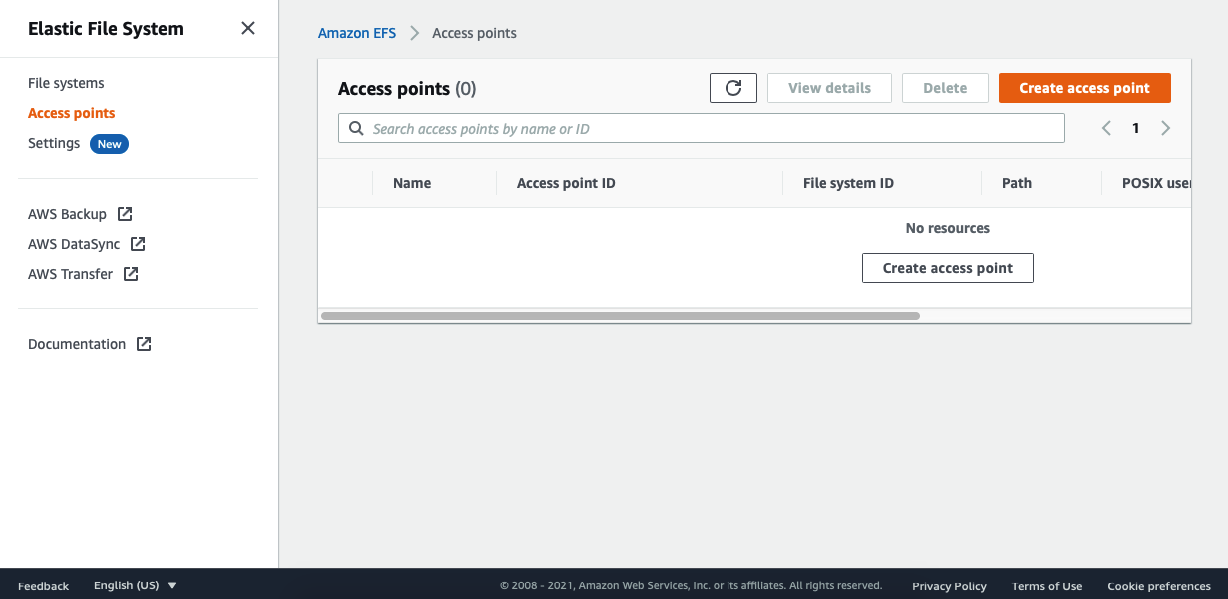 Elastic File System
File systems
Access points
Settings New
AWS Backup
AWS DataSync
AWS Transfer
Documentation
Amazon EFS Access points
Access points (0)
View details
Delete
Create access point
Search access points by name or ID
1
Name Access point ID File system ID Path POSIX user
No resources
Create access point
Feedback English (US) © 2008 - 2021, Amazon Web Services, Inc. or its affiliates. All rights reserved. Privacy Policy Terms of Use Cookie preferences